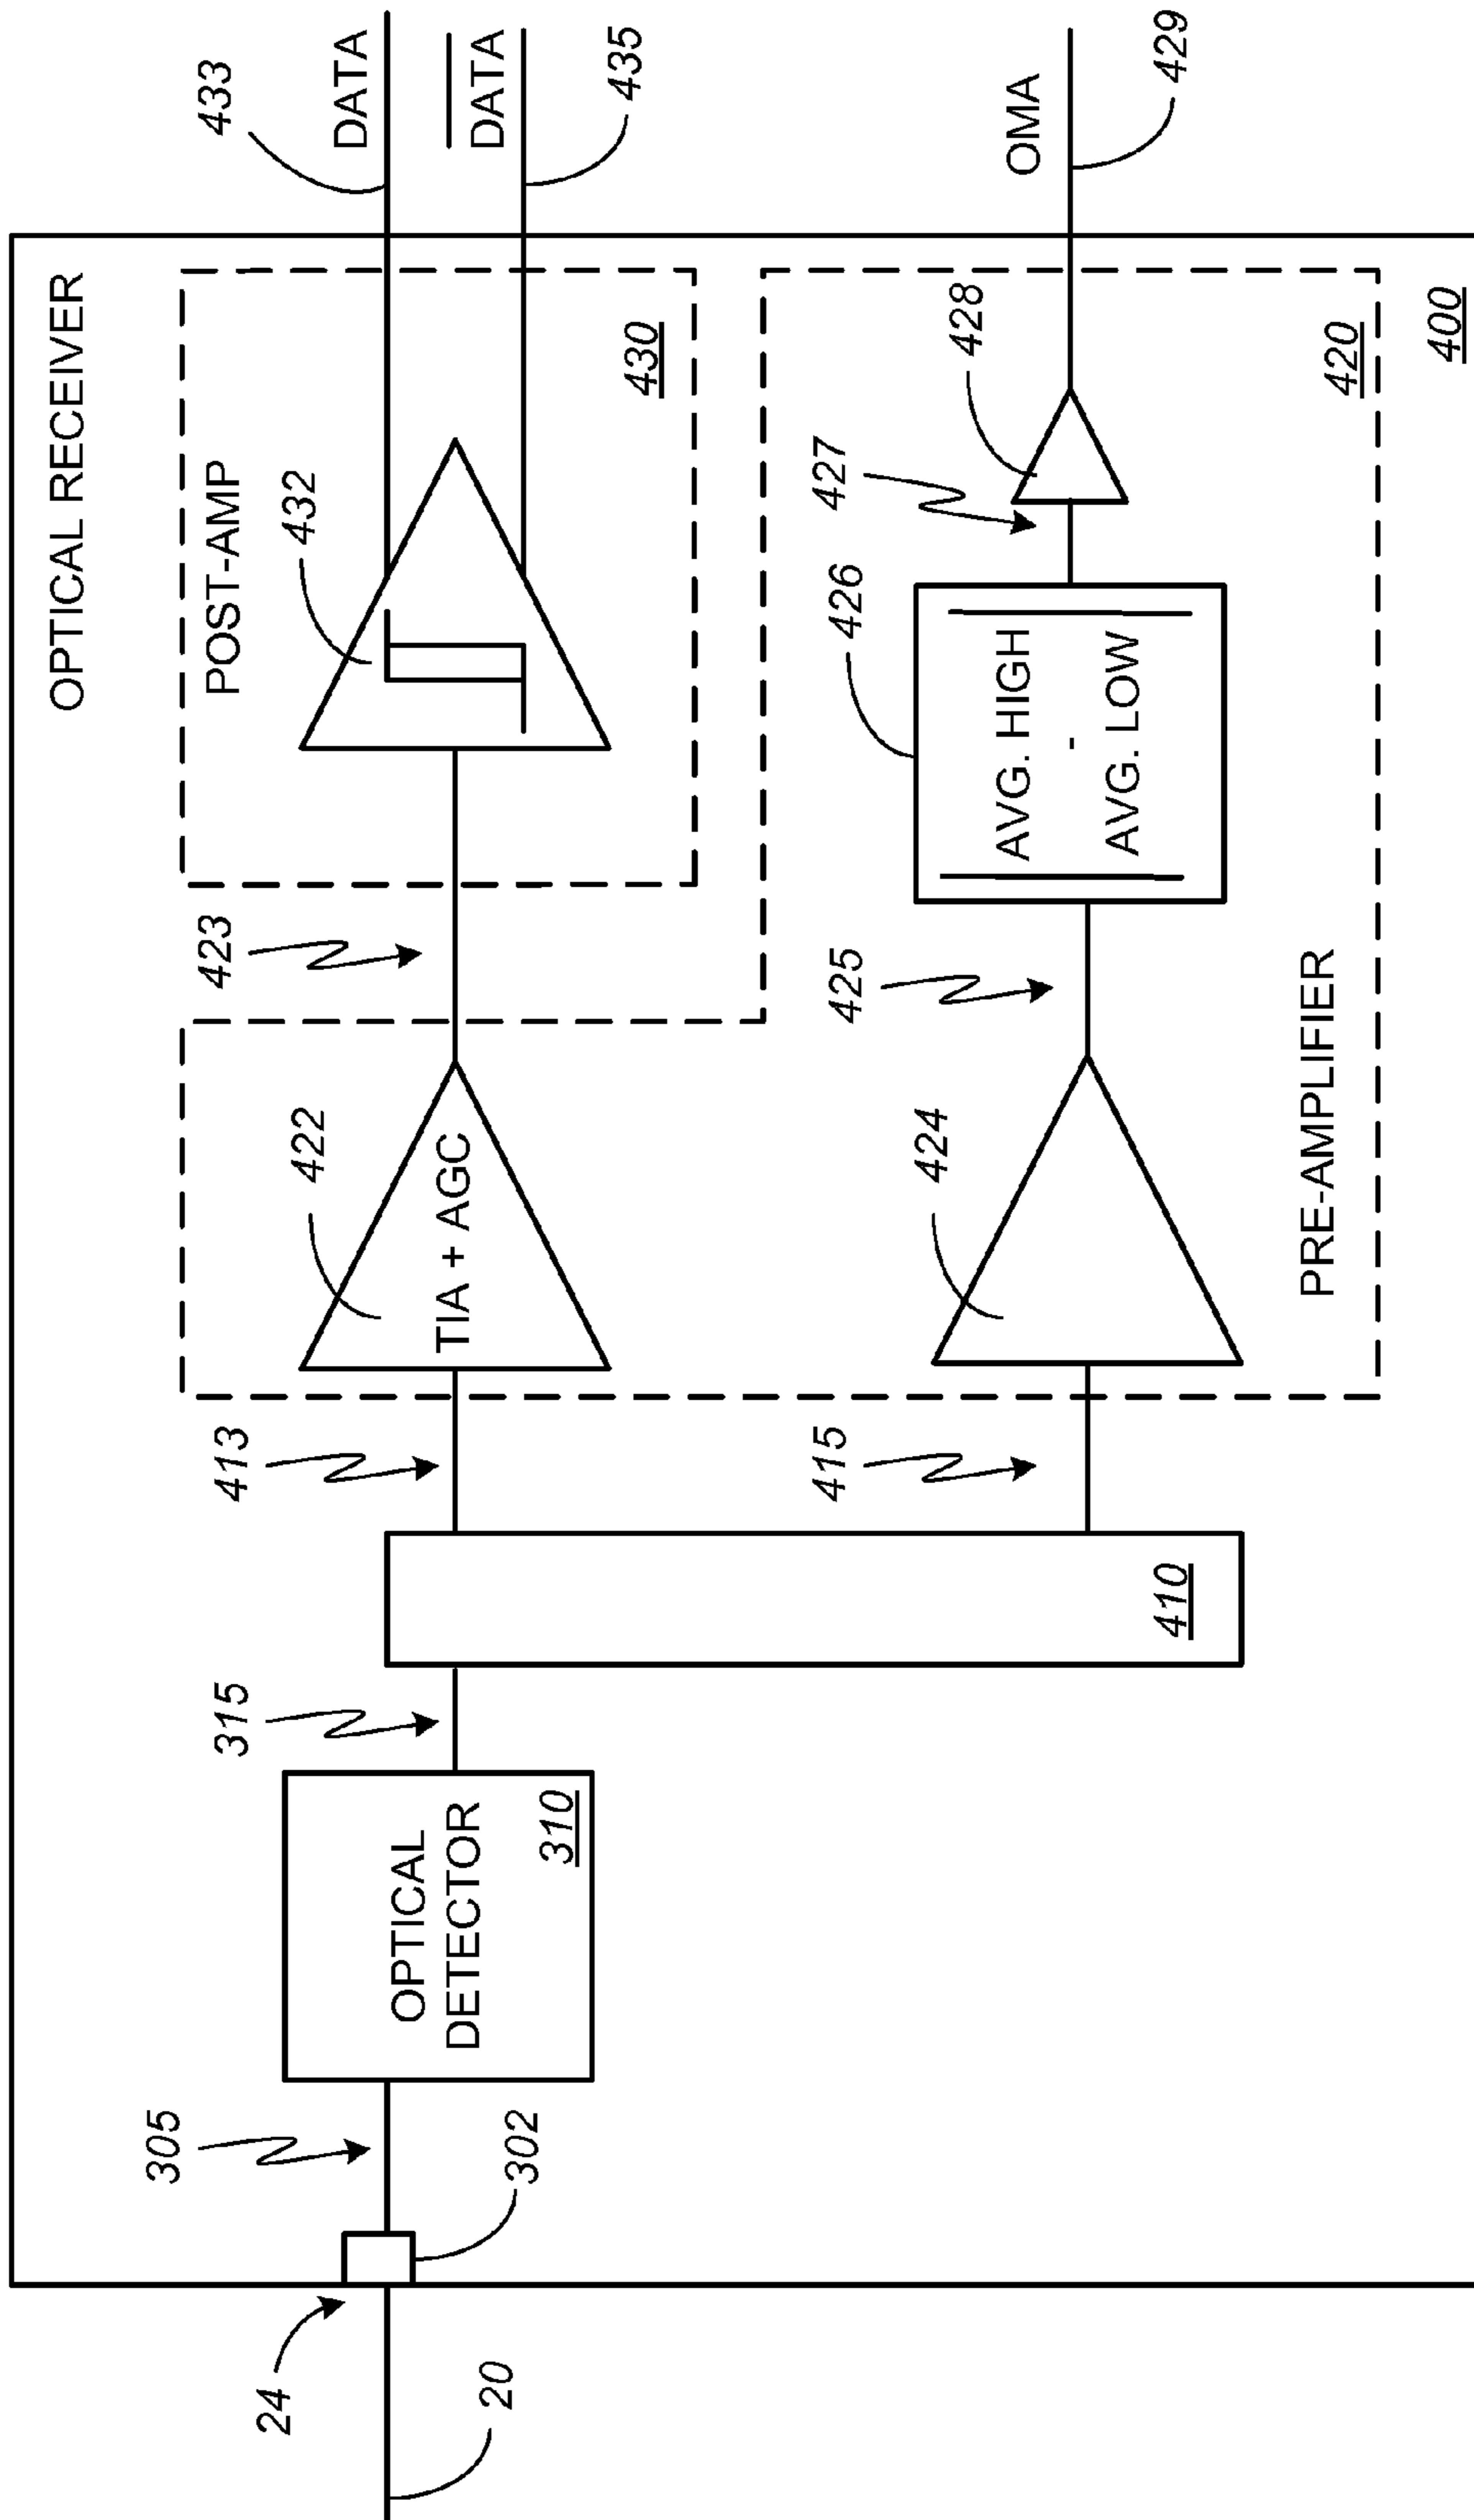 OPTICAL RECEIVER
433
DATA
DATA
435
POST-AMP
432
430
423
422
TIA + AGC
413
315
OPTICAL
DETECTOR
310
305
302
24
20
410
415
424
425
426
AVG. HIGH
-
AVG. LOW
427
428
OMA
429
PRE-AMPLIFIER
420
400